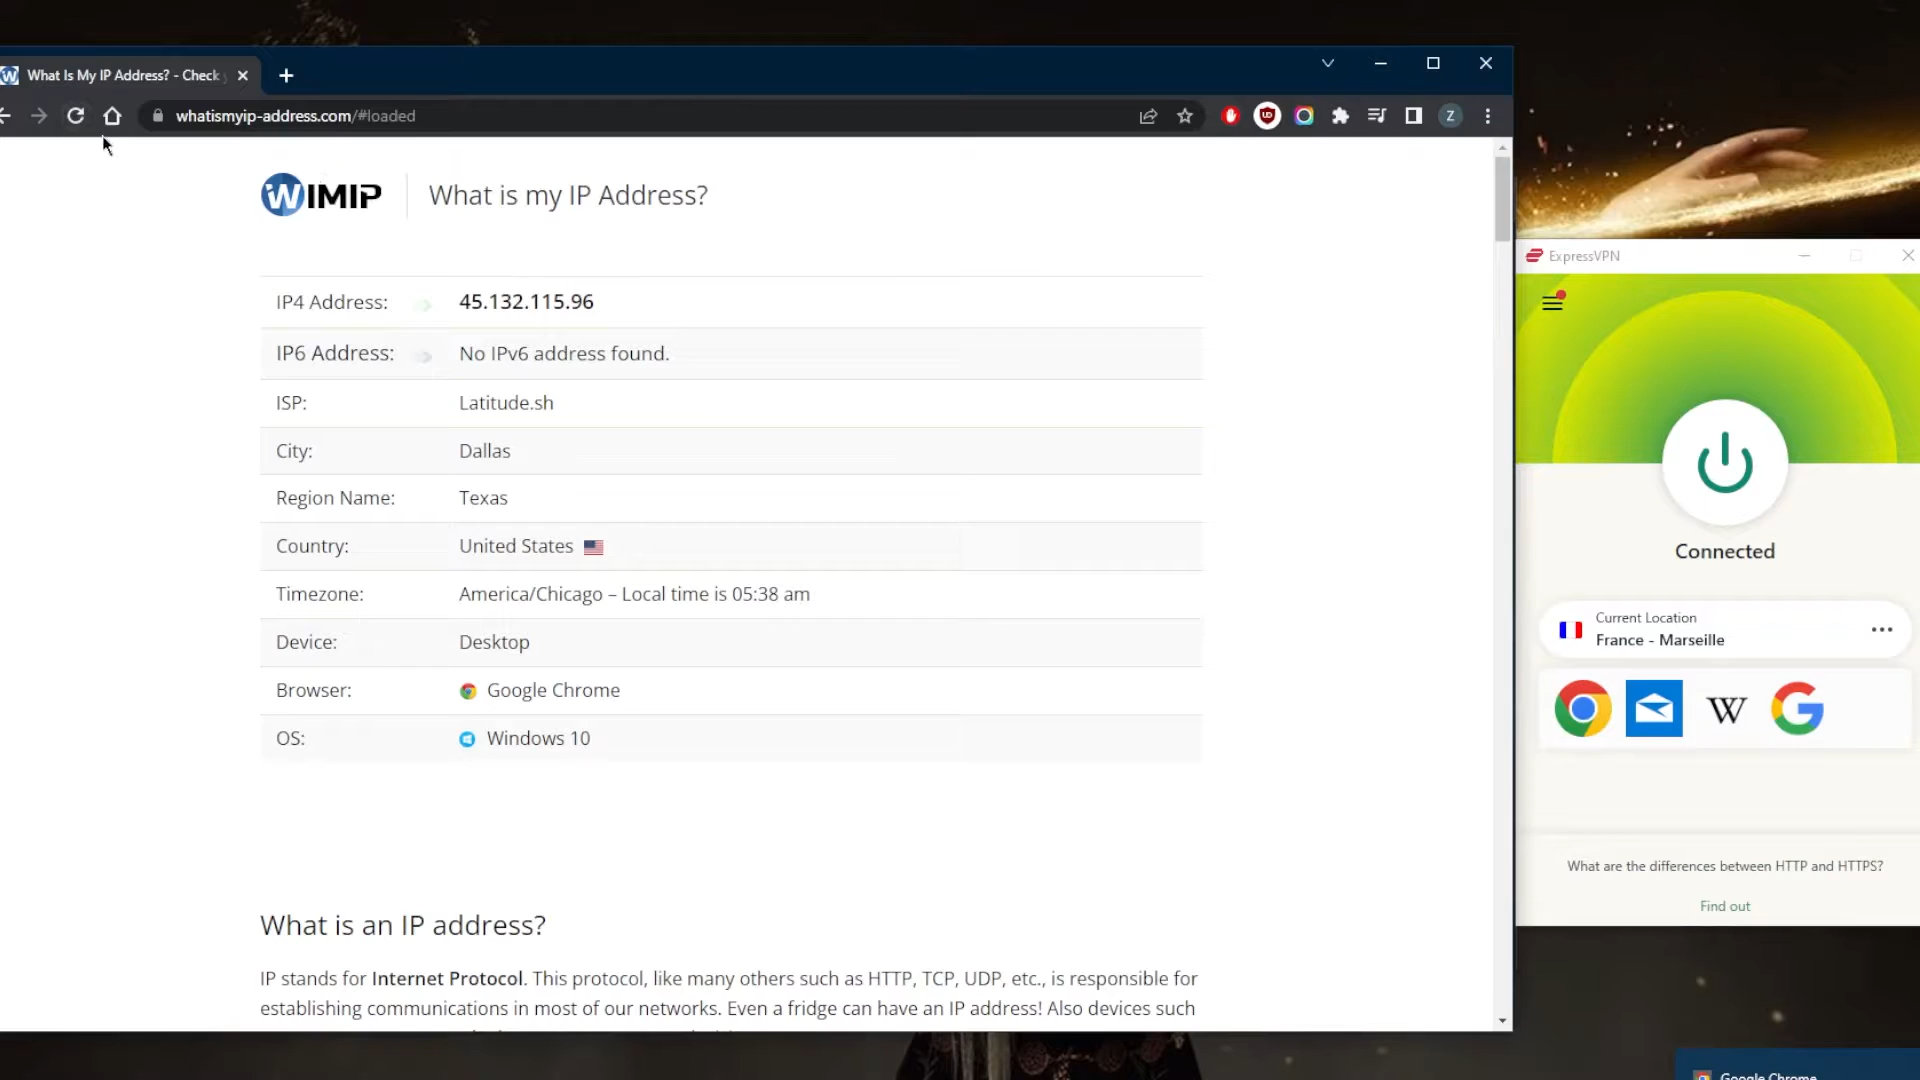 What Is My IP Address? - Check
whatismyip-address.com/#loaded
Z
WIMIP
What is my IP Address?
IP4 Address: 45.132.115.96
IP6 Address: No IPv6 address found.
ISP: Latitude.sh
City: Dallas
Region Name: Texas
Country: United States
Timezone: America/Chicago – Local time is 05:38 am
Device: Desktop
Browser: Google Chrome
OS: Windows 10
What is an IP address?
IP stands for Internet Protocol. This protocol, like many others such as HTTP, TCP, UDP, etc., is responsible for
establishing communications in most of our networks. Even a fridge can have an IP address! Also devices such
ExpressVPN
Connected
Current Location
France - Marseille
W
What are the differences between HTTP and HTTPS?
Find out
Google Chrome